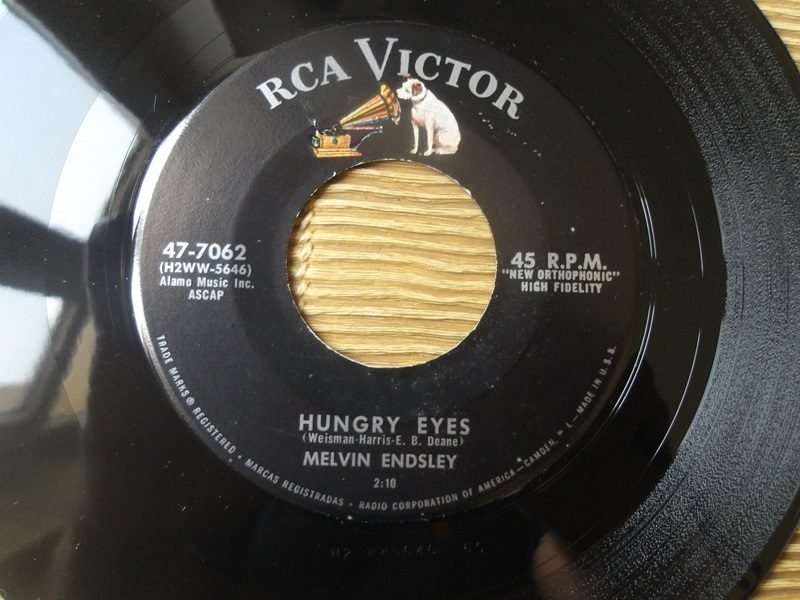 RCA VICTOR
47-7062
(H2WW-5646)
Alamo Music Inc.
ASCAP
45 R.P.M.
"NEW ORTHOPHONIC"
HIGH FIDELITY
HUNGRY EYES
(Weisman-Harris-E. B. Deane)
MELVIN ENDSLEY
2:10
TRADE MARKS ® REGISTERED • MARCAS REGISTRADAS • RADIO CORPORATION OF AMERICA—CAMDEN, N. J.—MADE IN U.S.A.